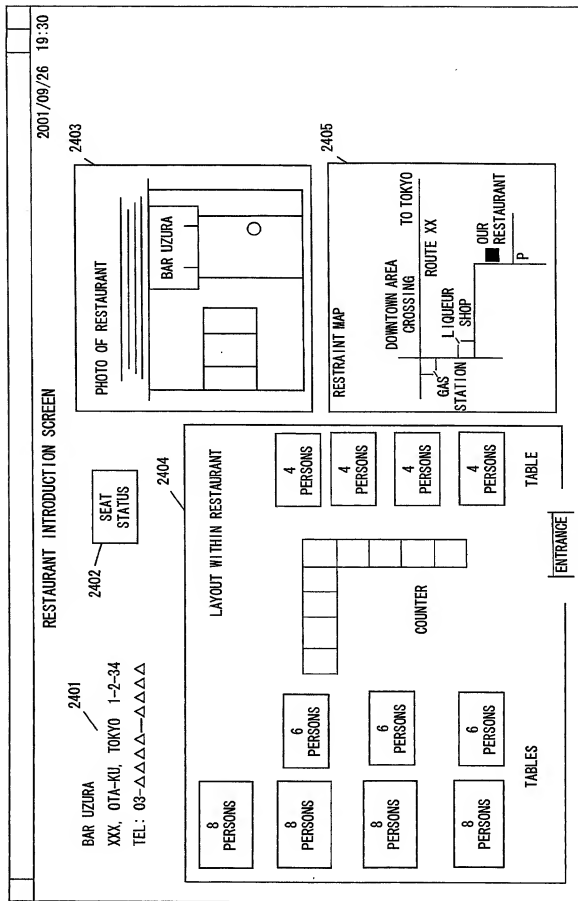 2001/09/26 19:30
RESTAURANT INTRODUCTION SCREEN
BAR UZURA
XXX, OTA-KU, TOKYO 1-2-34
TEL: 03-△△△△—△△△△
2401
2402
SEAT
STATUS
2403
PHOTO OF RESTAURANT
BAR UZURA
2404
LAYOUT WITHIN RESTAURANT
8
PERSONS
8
PERSONS
8
PERSONS
8
PERSONS
6
PERSONS
6
PERSONS
6
PERSONS
TABLES
COUNTER
4
PERSONS
4
PERSONS
4
PERSONS
4
PERSONS
TABLE
ENTRANCE
2405
RESTRAINT MAP
DOWNTOWN AREA
CROSSING
TO TOKYO
ROUTE XX
GAS
STATION
LIQUEUR
SHOP
OUR
RESTAURANT
P